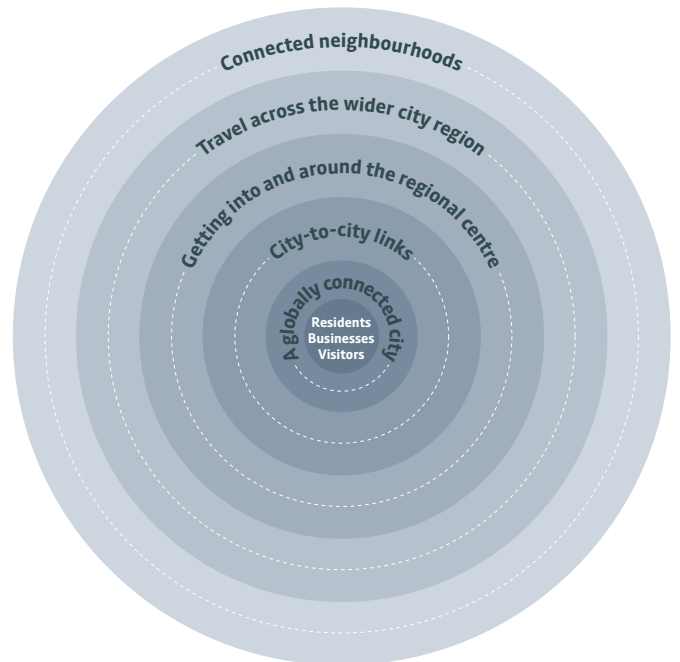 Connected neighbourhoods
Travel across the wider city region
Getting into and around the regional centre
City-to-city links
A globally connected city
Residents
Businesses
Visitors